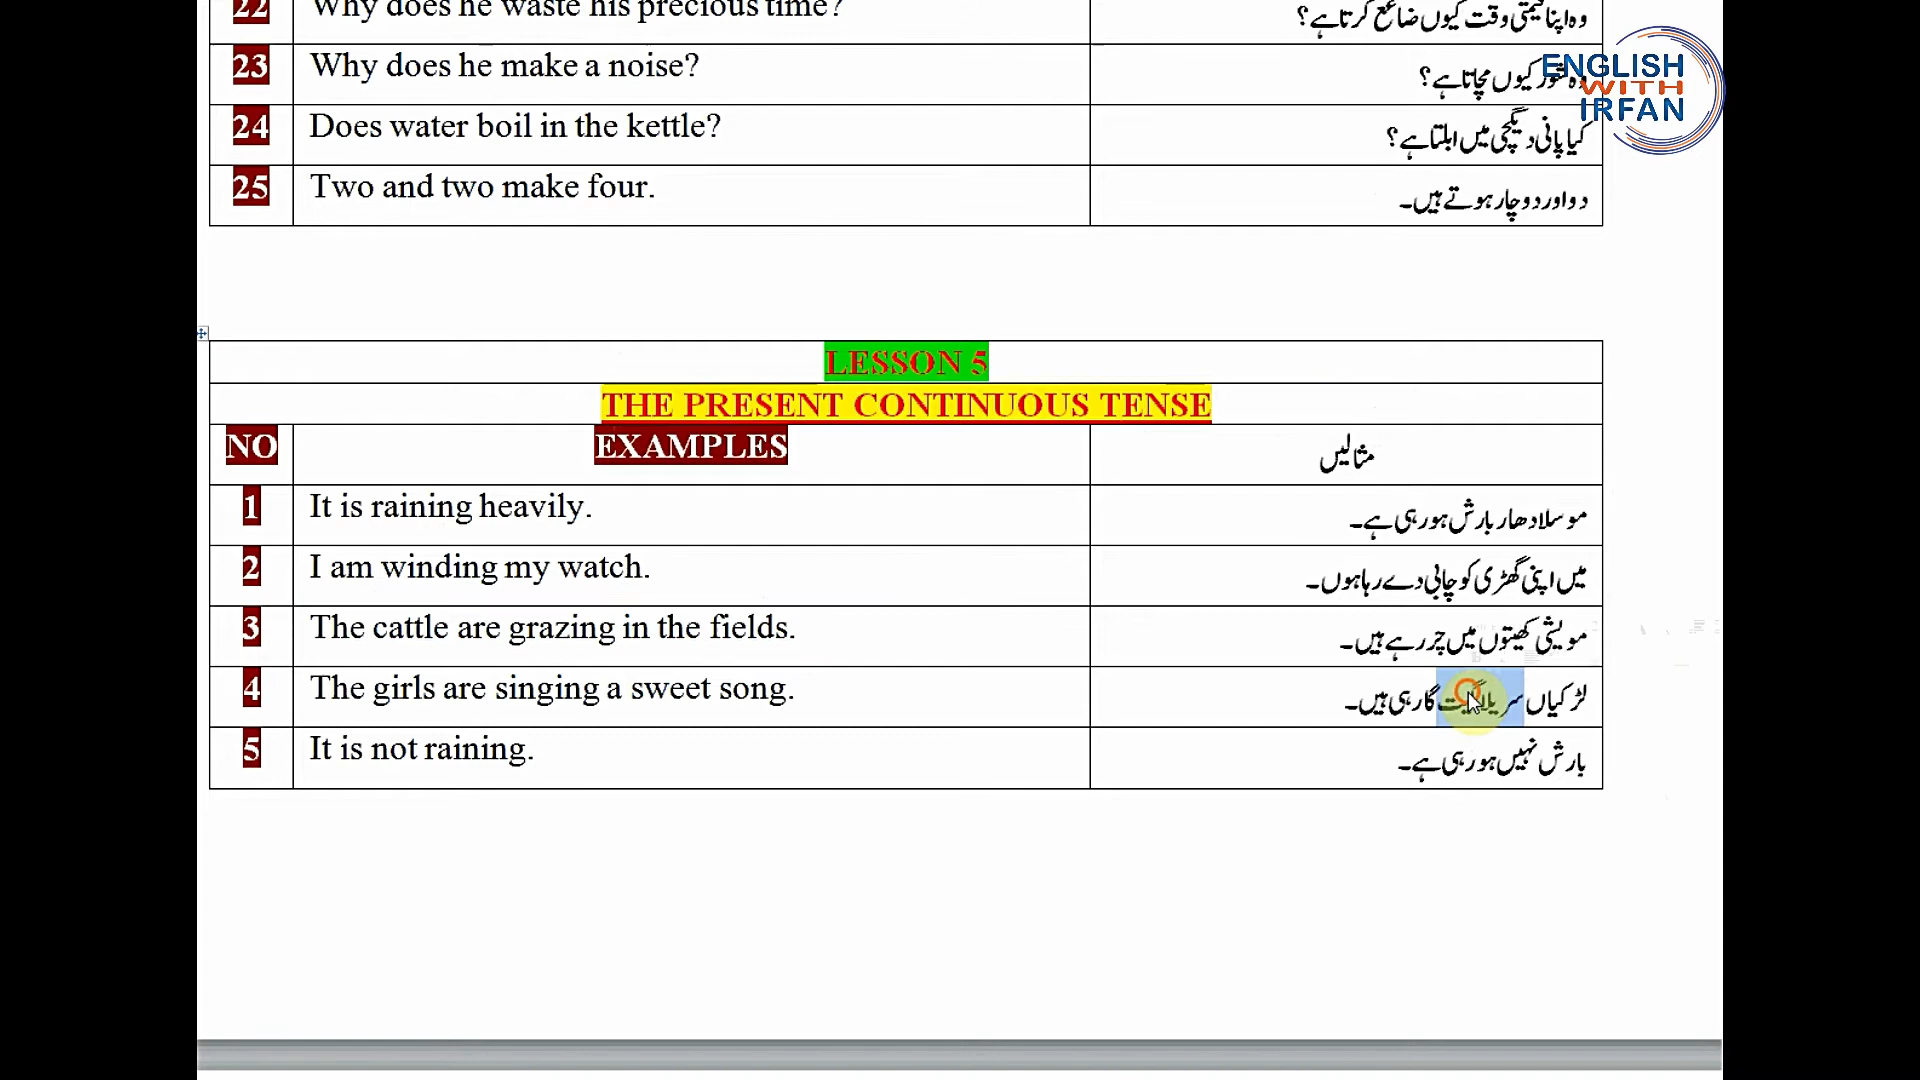 22 Why does he waste his precious time? وہ اپنا قیمتی وقت کیوں ضائع کرتا ہے؟
ENGLISH WITH IRFAN
23 Why does he make a noise? وہ شور کیوں مچاتا ہے؟
24 Does water boil in the kettle? کیا پانی دیگچی میں ابلتا ہے؟
25 Two and two make four. دو اور دو چار ہوتے ہیں۔
LESSON 5
THE PRESENT CONTINUOUS TENSE
NO EXAMPLES مثالیں
1 It is raining heavily. موسلادھار بارش ہو رہی ہے۔
2 I am winding my watch. میں اپنی گھڑی کو چابی دے رہا ہوں۔
3 The cattle are grazing in the fields. مویشی کھیتوں میں چر رہے ہیں۔
4 The girls are singing a sweet song. لڑکیاں سریلا گیت گا رہی ہیں۔
5 It is not raining. بارش نہیں ہو رہی ہے۔